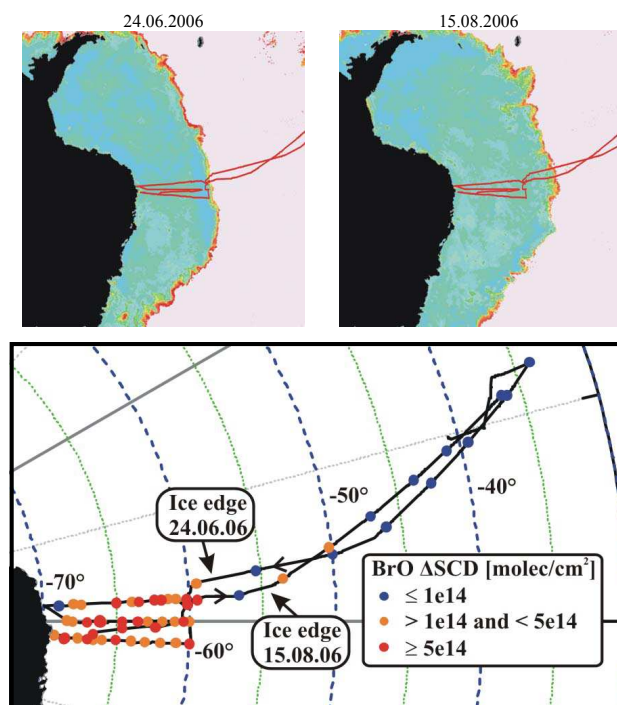 24.06.2006
15.08.2006
-50°
-40°
Ice edge
24.06.06
-70°
BrO ΔSCD [molec/cm²]
≤ 1e14
> 1e14 and < 5e14
≥ 5e14
Ice edge
15.08.06
-60°